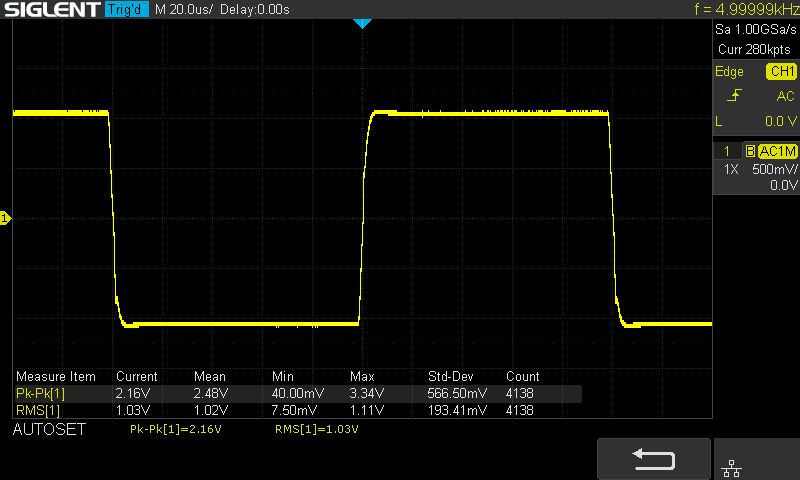 SIGLENT Trig'd M 20.0us/ Delay:0.00s f = 4.99999kHz
Sa 1.00GSa/s
Curr 280kpts
Edge CH1
AC
L 0.0 V
1 B AC1M
1X 500mV/
0.0V
1
Measure Item Current Mean Min Max Std-Dev Count
Pk-Pk[1] 2.16V 2.48V 40.00mV 3.34V 566.50mV 4138
RMS[1] 1.03V 1.02V 7.50mV 1.11V 193.41mV 4138
AUTOSET Pk-Pk[1]=2.16V RMS[1]=1.03V